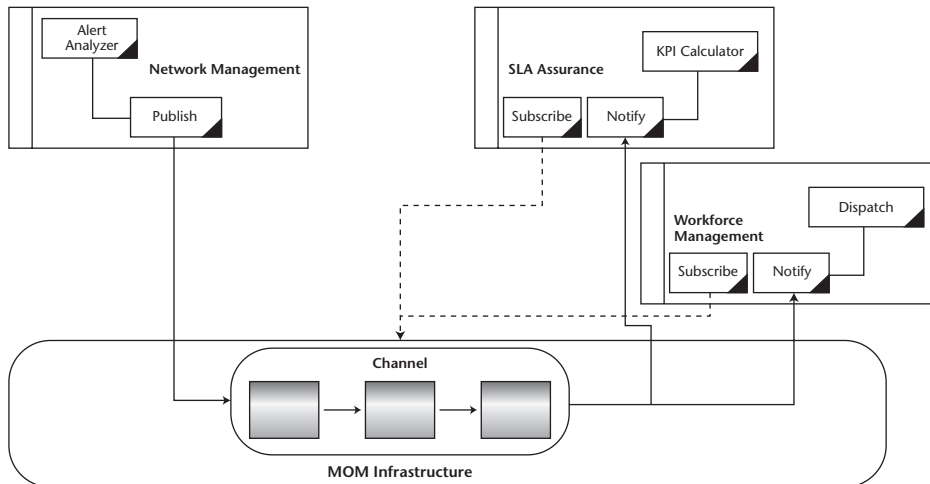 Alert
Analyzer
Network Management
Publish
KPI Calculator
SLA Assurance
Subscribe
Notify
Dispatch
Workforce
Management
Subscribe
Notify
Channel
MOM Infrastructure